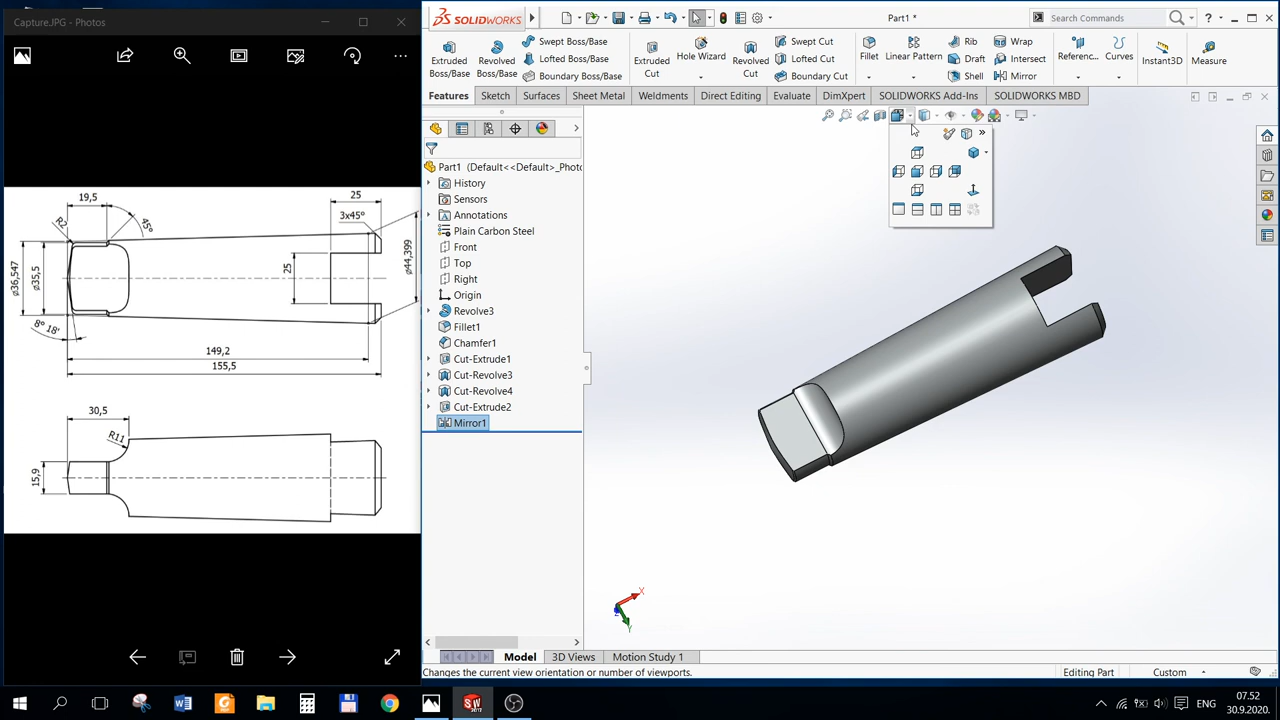 Capture.JPG - Photos
SOLIDWORKS
Part1 *
Search Commands
Extruded Boss/Base
Revolved Boss/Base
Swept Boss/Base
Lofted Boss/Base
Boundary Boss/Base
Extruded Cut
Hole Wizard
Revolved Cut
Swept Cut
Lofted Cut
Boundary Cut
Fillet
Linear Pattern
Rib
Draft
Shell
Wrap
Intersect
Mirror
Referenc...
Curves
Instant3D
Measure
Features
Sketch
Surfaces
Sheet Metal
Weldments
Direct Editing
Evaluate
DimXpert
SOLIDWORKS Add-Ins
SOLIDWORKS MBD
Part1 (Default<<Default>_Phot
History
Sensors
Annotations
Plain Carbon Steel
Front
Top
Right
Origin
Revolve3
Fillet1
Chamfer1
Cut-Extrude1
Cut-Revolve3
Cut-Revolve4
Cut-Extrude2
Mirror1
19,5
R2
45°
25
3x45°
ø44,399
ø36,547
ø35,5
25
8° 18'
149,2
155,5
30,5
R11
15,9
X
Y
Model
3D Views
Motion Study 1
Changes the current view orientation or number of viewports.
Editing Part
Custom
ENG
07.52
30.9.2020.